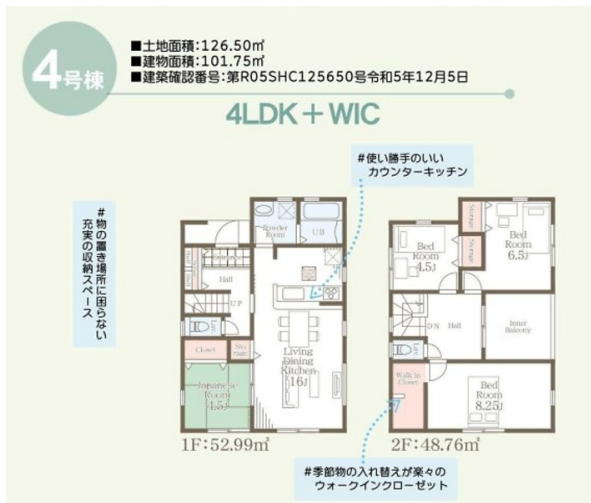 4号棟
■土地面積:126.50㎡
■建物面積:101.75㎡
■建築確認番号:第R05SHC125650号令和5年12月5日
4LDK+WIC
#使い勝手のいい
カウンターキッチン
#物の置き場所に困らない
充実の収納スペース
Powder
Room
U B
Hall
U P
Closet
Living
Dining
Kitchen
16J
Japanese
Room
4.5J
1F:52.99㎡
Storage
Storage
Bed
Room
4.5J
Bed
Room
6.5J
D N
Hall
Inner
Balcony
Walk in
Closet
Bed
Room
8.25J
2F:48.76㎡
#季節物の入れ替えが楽々の
ウォークインクローゼット